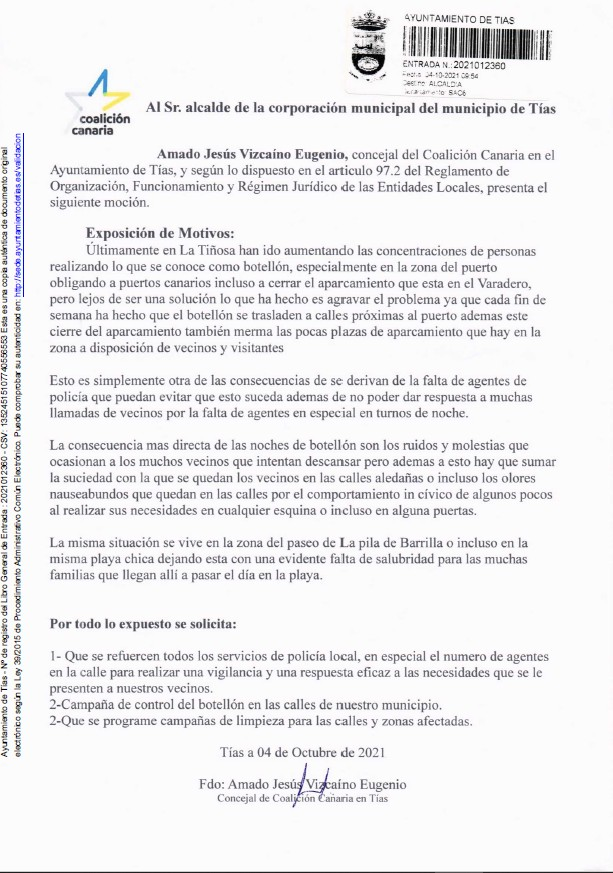 AYUNTAMIENTO DE TIAS
ENTRADA N.:2021012360
Fecha: 04-10-2021 09:54
Destino: ALCALDIA
SAC6
coalición
canaria
Al Sr. alcalde de la corporación municipal del municipio de Tías
Amado Jesús Vizcaíno Eugenio, concejal del Coalición Canaria en el
Ayuntamiento de Tías, y según lo dispuesto en el articulo 97.2 del Reglamento de
Organización, Funcionamiento y Régimen Jurídico de las Entidades Locales, presenta el
siguiente moción.
Exposición de Motivos:
Últimamente en La Tiñosa han ido aumentando las concentraciones de personas
realizando lo que se conoce como botellón, especialmente en la zona del puerto
obligando a puertos canarios incluso a cerrar el aparcamiento que esta en el Varadero,
pero lejos de ser una solución lo que ha hecho es agravar el problema ya que cada fin de
semana ha hecho que el botellón se trasladen a calles próximas al puerto ademas este
cierre del aparcamiento también merma las pocas plazas de aparcamiento que hay en la
zona a disposición de vecinos y visitantes
Esto es simplemente otra de las consecuencias de se derivan de la falta de agentes de
policía que puedan evitar que esto suceda ademas de no poder dar respuesta a muchas
llamadas de vecinos por la falta de agentes en especial en turnos de noche.
La consecuencia mas directa de las noches de botellón son los ruidos y molestias que
ocasionan a los muchos vecinos que intentan descansar pero ademas a esto hay que sumar
la suciedad con la que se quedan los vecinos en las calles aledañas o incluso los olores
nauseabundos que quedan en las calles por el comportamiento in cívico de algunos pocos
al realizar sus necesidades en cualquier esquina o incluso en alguna puertas.
La misma situación se vive en la zona del paseo de La pila de Barrilla o incluso en la
misma playa chica dejando esta con una evidente falta de salubridad para las muchas
familias que llegan allí a pasar el día en la playa.
Por todo lo expuesto se solicita:
1- Que se refuercen todos los servicios de policía local, en especial el numero de agentes
en la calle para realizar una vigilancia y una respuesta eficaz a las necesidades que se le
presenten a nuestros vecinos.
2-Campaña de control del botellón en las calles de nuestro municipio.
2-Que se programe campañas de limpieza para las calles y zonas afectadas.
Tías a 04 de Octubre de 2021
Fdo: Amado Jesús Vizcaíno Eugenio
Concejal de Coalición Canaria en Tías
Ayuntamiento de Tías - Nº de registro del Libro General de Entrada : 2021012360 - CSV: 13524515107740556553 Esta es una copia auténtica de documento original
electrónico según la Ley 39/2015 de Procedimiento Administrativo Común Electrónico. Puede comprobar su autenticidad en: http://sede.ayuntamientodetias.es/validacion